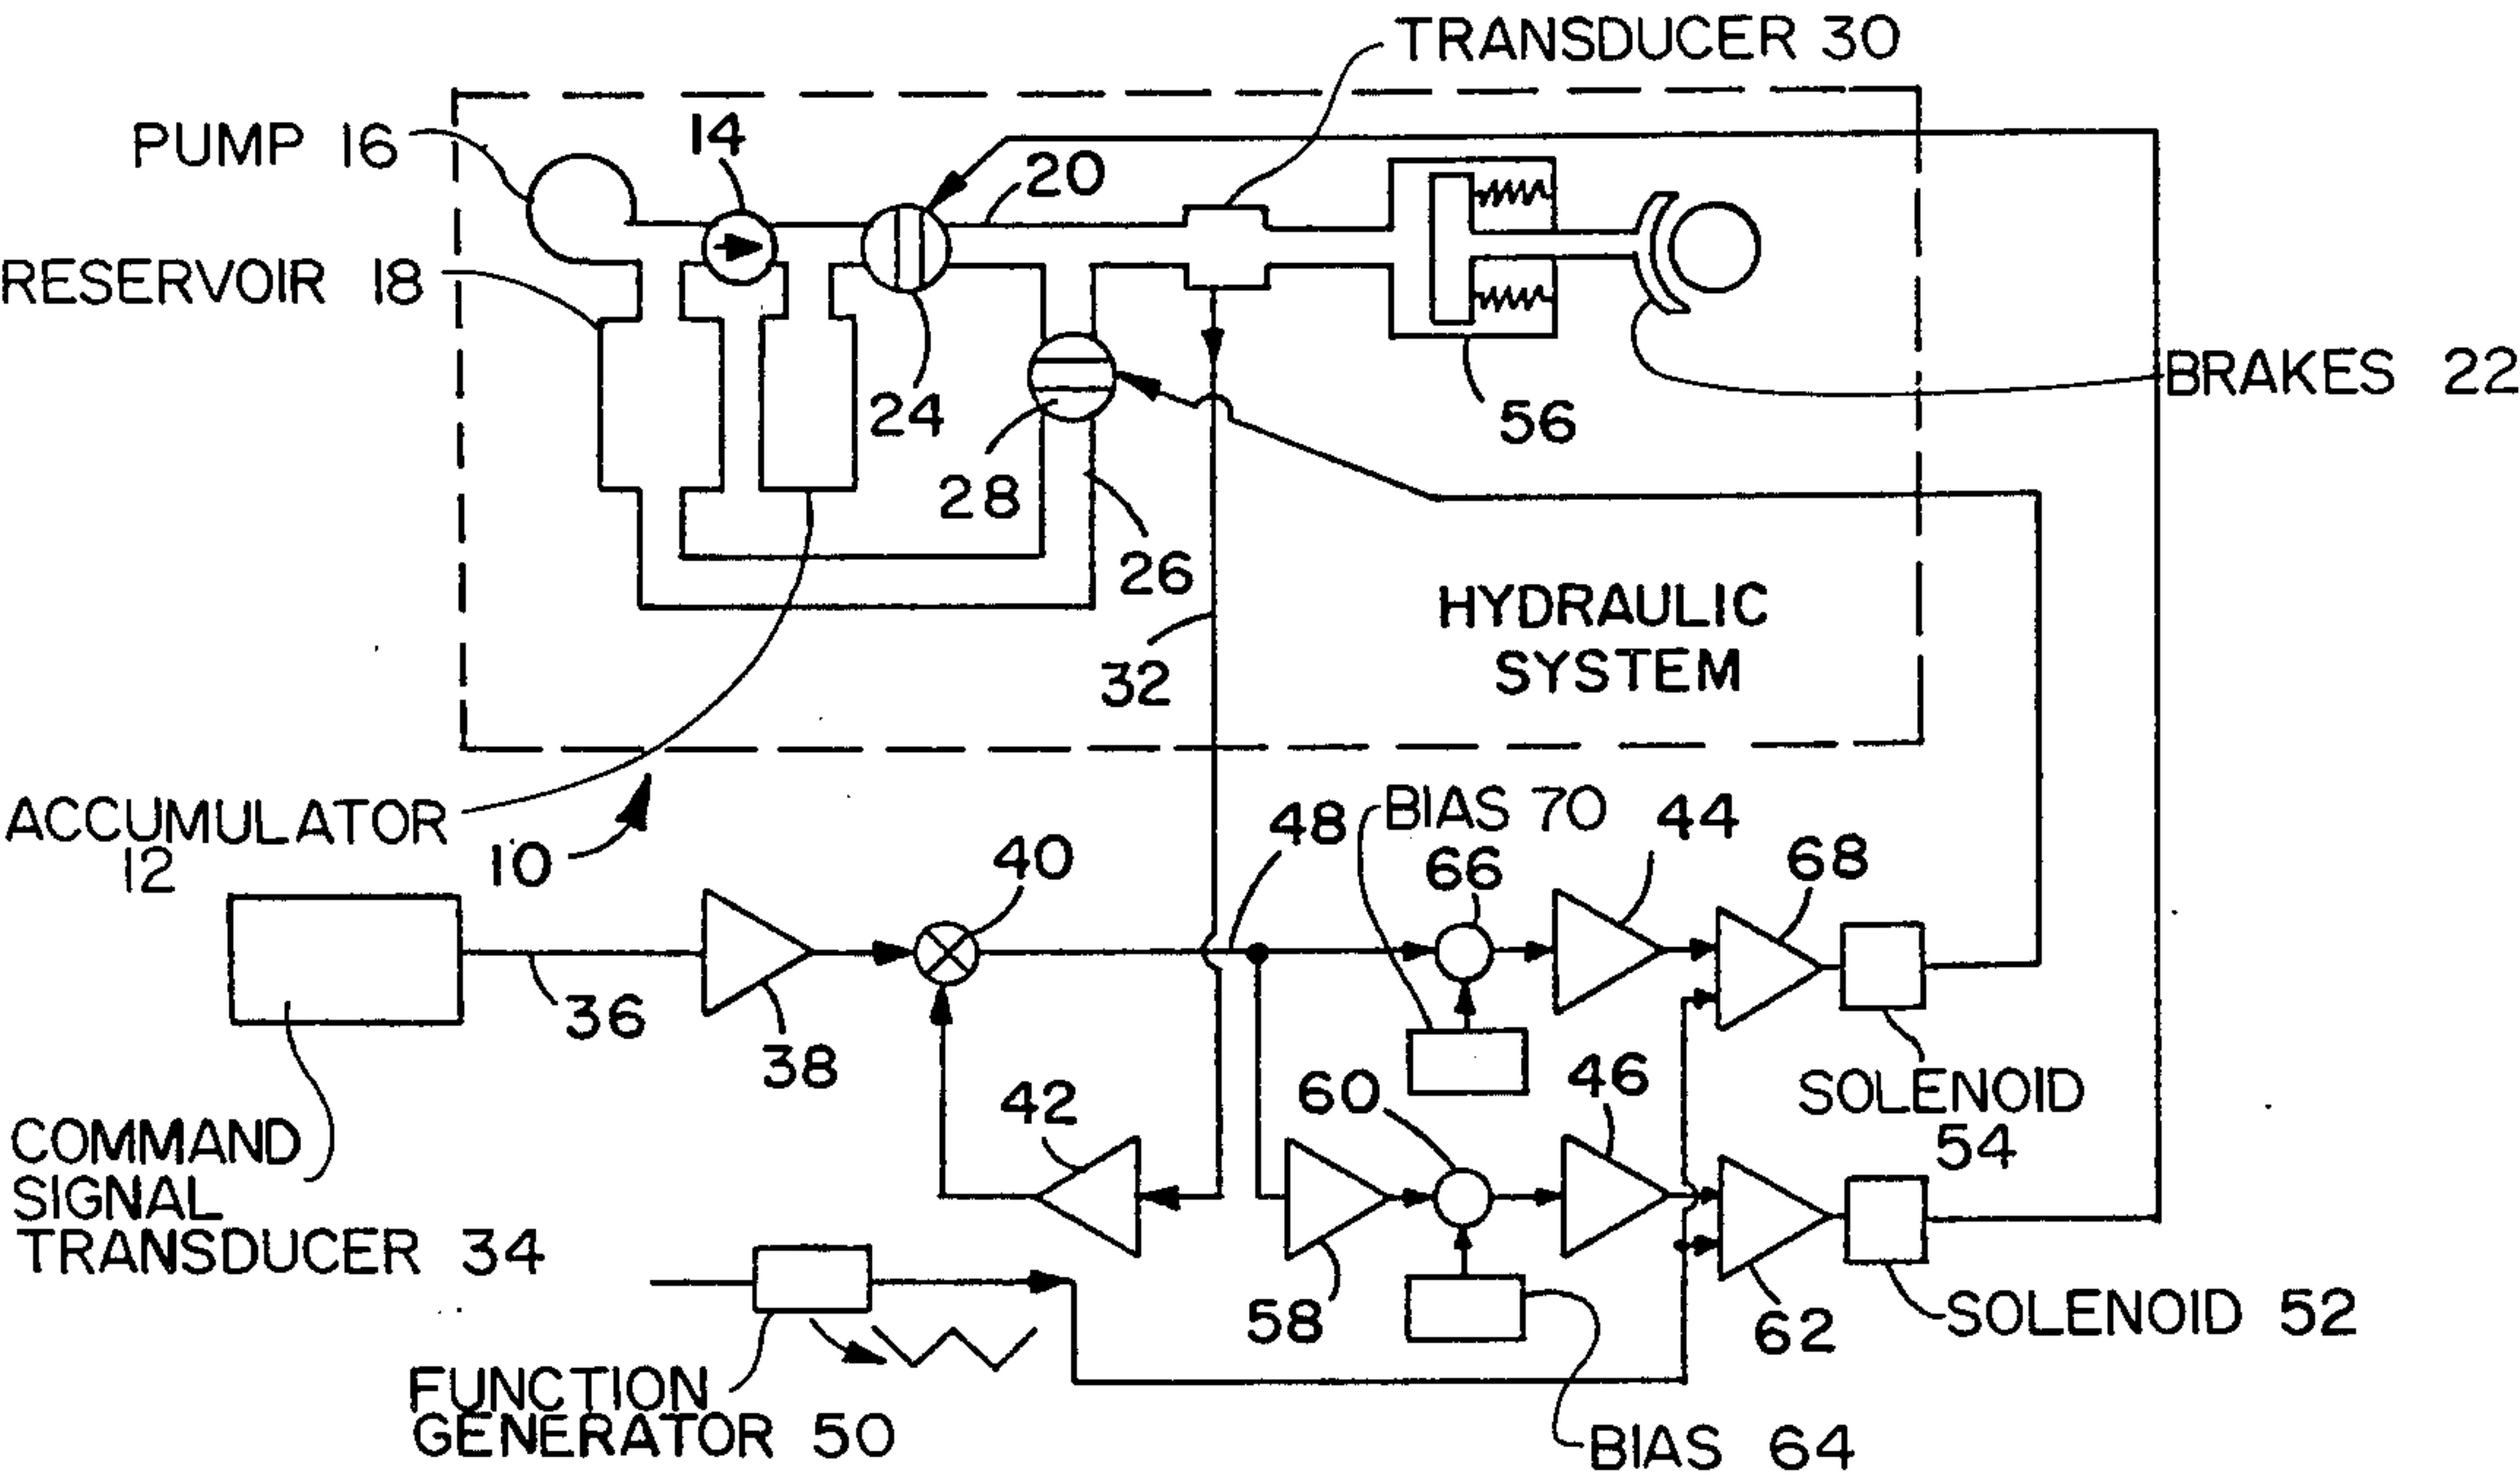 TRANSDUCER 30
PUMP 16
14
20
RESERVOIR 18
24
BRAKES 22
56
28
26
HYDRAULIC
SYSTEM
32
ACCUMULATOR
12
10
40
48
BIAS 70
44
66
68
36
38
42
60
46
SOLENOID
54
COMMAND
SIGNAL
TRANSDUCER 34
58
62
SOLENOID 52
FUNCTION
GENERATOR 50
BIAS 64